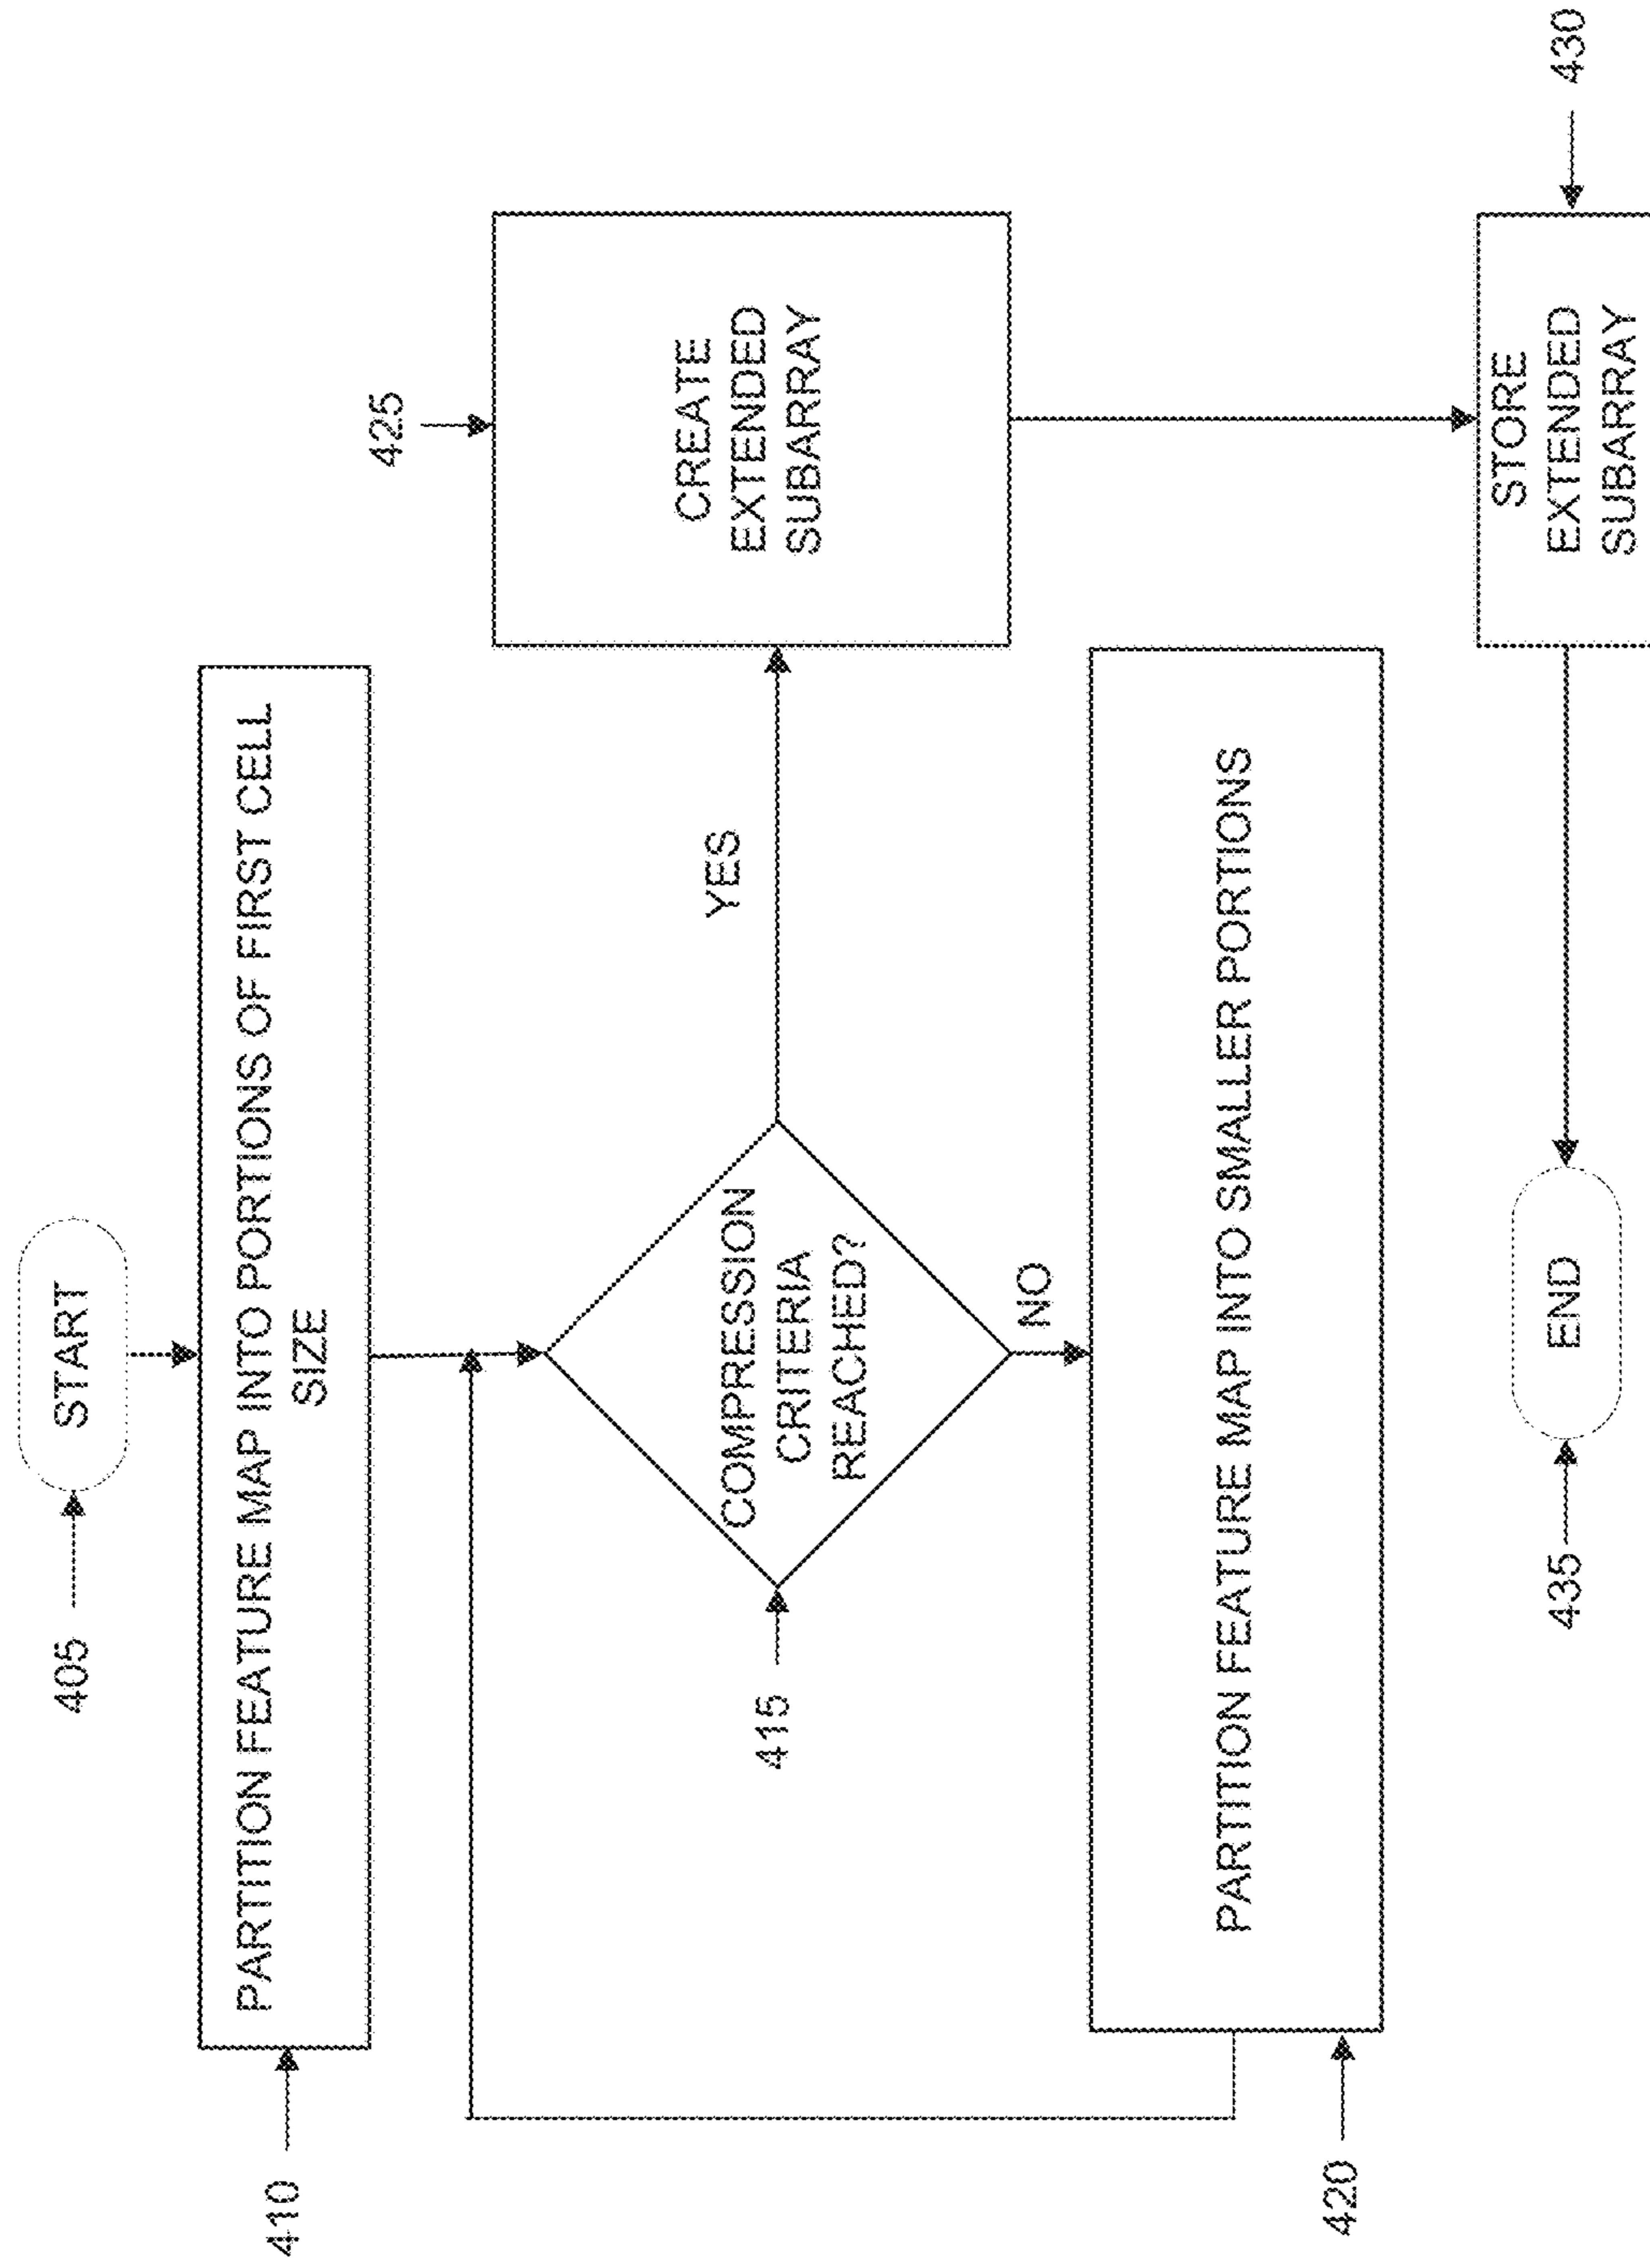 405
START
410
PARTITION FEATURE MAP INTO PORTIONS OF FIRST CELL
SIZE
415
COMPRESSION
CRITERIA
REACHED?
YES
NO
425
CREATE
EXTENDED
SUBARRAY
420
PARTITION FEATURE MAP INTO SMALLER PORTIONS
STORE
EXTENDED
SUBARRAY
430
435
END